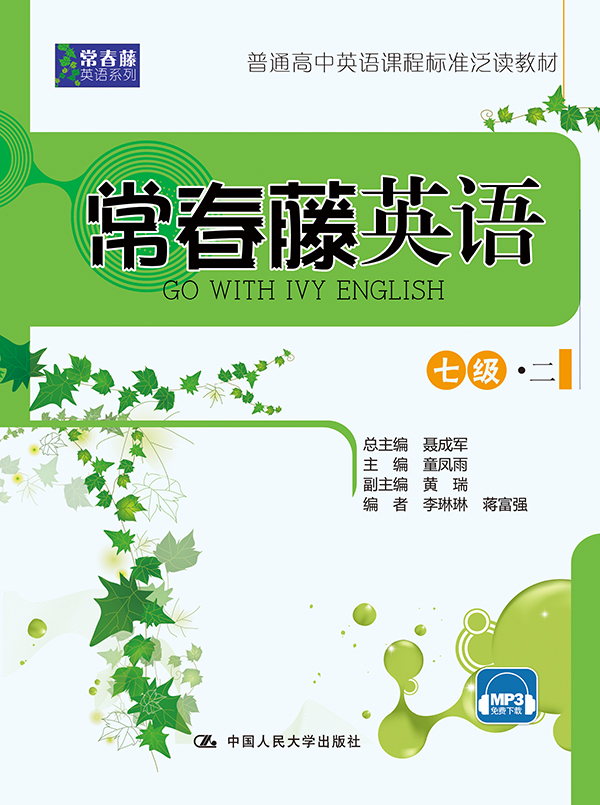 常春藤
英语系列
普通高中英语课程标准泛读教材
常春藤英语
GO WITH IVY ENGLISH
七级·二
总主编 聂成军
主 编 童凤雨
副主编 黄 瑞
编 者 李琳琳 蒋富强
MP3
免费下载
中国人民大学出版社